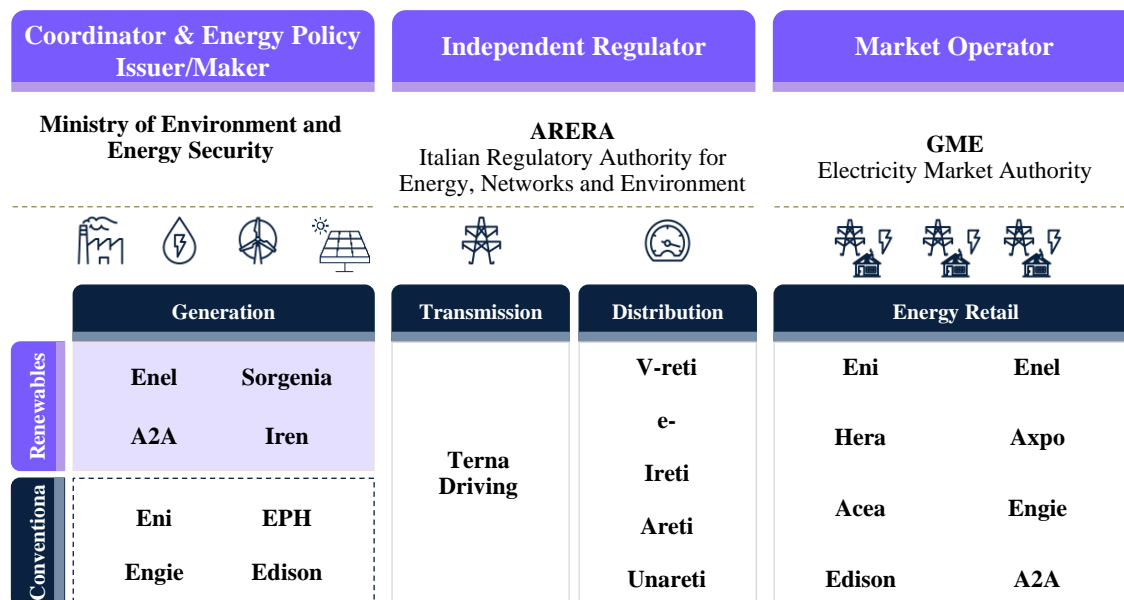 Coordinator & Energy Policy
Issuer/Maker
Independent Regulator
Market Operator
Ministry of Environment and
Energy Security
ARERA
Italian Regulatory Authority for
Energy, Networks and Environment
GME
Electricity Market Authority
Generation
Transmission
Distribution
Energy Retail
Renewables
Enel Sorgenia
A2A Iren
Conventiona
Eni EPH
Engie Edison
Terna
Driving
V-reti
e-
Ireti
Areti
Unareti
Eni Enel
Hera Axpo
Acea Engie
Edison A2A